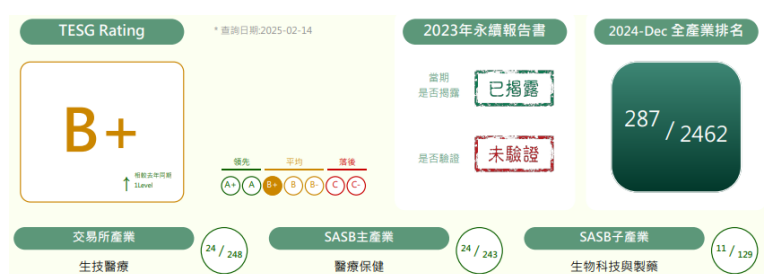 TESG Rating
* 查詢日期:2025-02-14
2023年永續報告書
2024-Dec 全產業排名
B+
相較去年同期
1Level
領先 平均 落後
A+ A B+ B B- C C-
當期
是否揭露
已揭露
是否驗證
未驗證
287 / 2462
交易所產業
24 / 248
SASB主產業
24 / 243
SASB子產業
11 / 129
生技醫療
醫療保健
生物科技與製藥